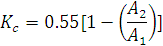 K_c = 0.55[1 - (A_2/A_1)]